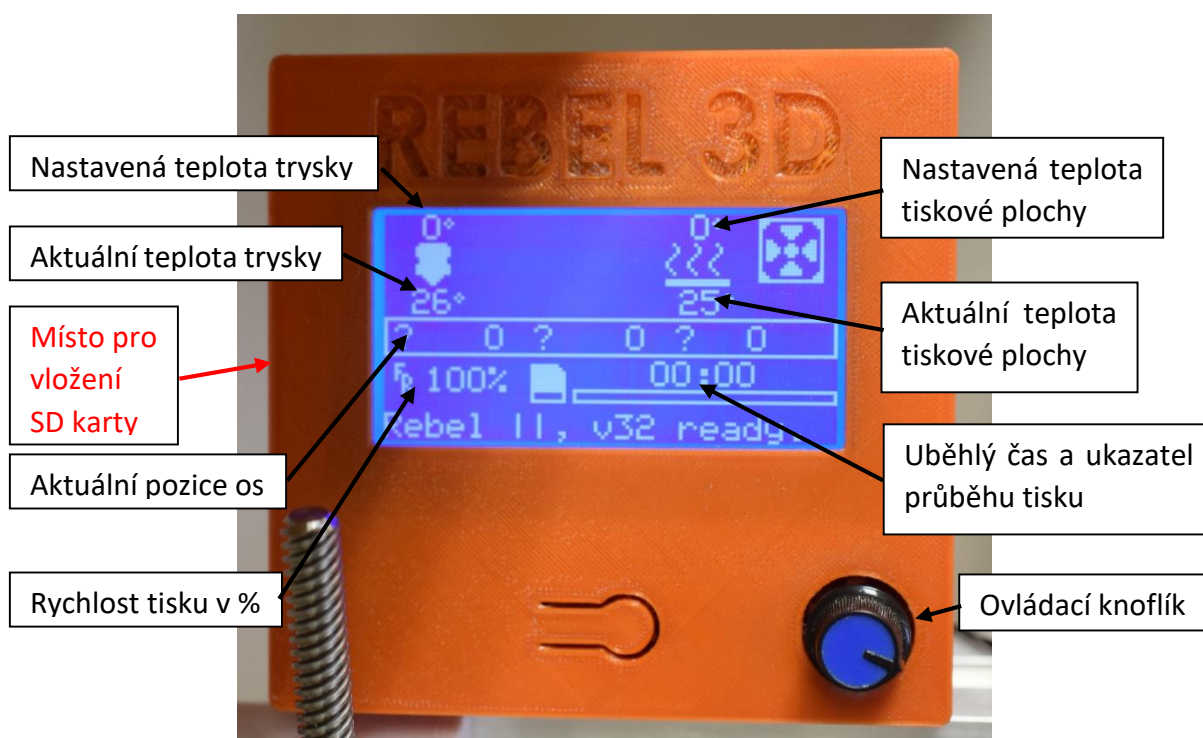 REBEL 3D
Nastavená teplota trysky
Aktuální teplota trysky
Místo pro
vložení
SD karty
Aktuální pozice os
Rychlost tisku v %
0° 0°
26° 25°
? 0 ? 0 ? 0
FR 100% 00:00
Rebel II, v32 ready.
Nastavená teplota
tiskové plochy
Aktuální teplota
tiskové plochy
Uběhlý čas a ukazatel
průběhu tisku
Ovládací knoflík